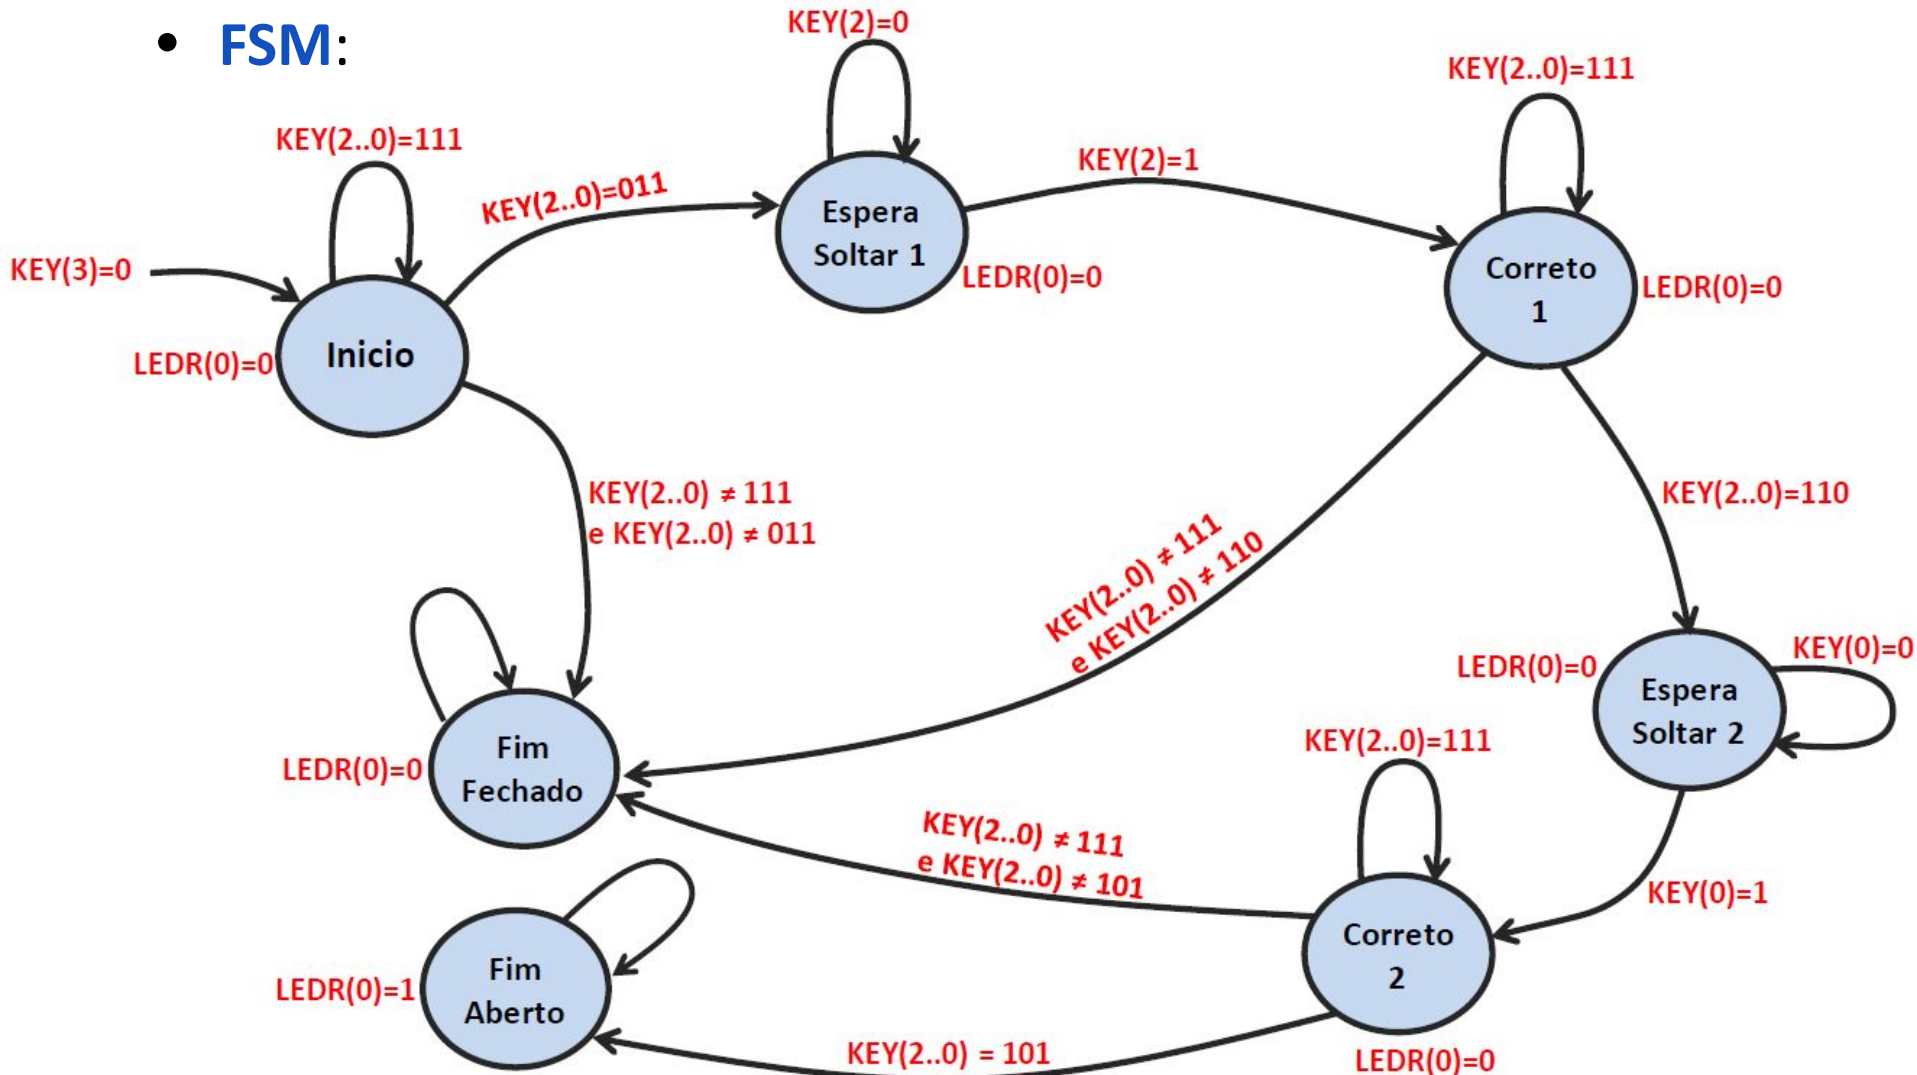 • FSM:
KEY(2)=0
KEY(2..0)=111
KEY(2..0)=111
KEY(2..0)=011
KEY(2)=1
Espera
Soltar 1
LEDR(0)=0
Correto
1
LEDR(0)=0
KEY(3)=0
LEDR(0)=0
Inicio
KEY(2..0) ≠ 111
e KEY(2..0) ≠ 011
KEY(2..0) ≠ 111
e KEY(2..0) ≠ 110
KEY(2..0)=110
LEDR(0)=0
Espera
Soltar 2
KEY(0)=0
LEDR(0)=0
Fim
Fechado
KEY(2..0)=111
KEY(2..0) ≠ 111
e KEY(2..0) ≠ 101
KEY(0)=1
Correto
2
LEDR(0)=0
LEDR(0)=1
Fim
Aberto
KEY(2..0) = 101